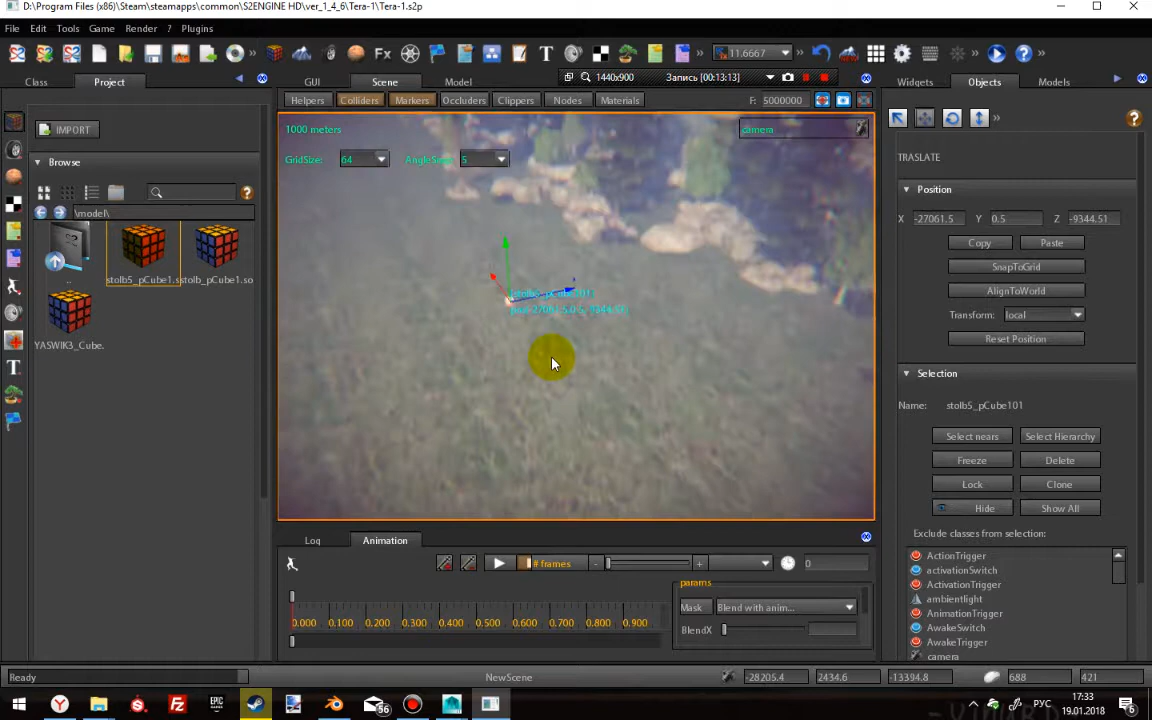 D:\Program Files (x86)\Steam\steamapps\common\S2ENGINE HD\ver_1_4_6\Tera-1\Tera-1.s2p
File Edit Tools Game Render Plugins
Fx T 11.6667
Class Project GUI Scene Model 1440x900 Запись [00:13:13] Widgets Objects Models
Helpers Colliders Markers Occluders Clippers Nodes Materials F: 5000000
IMPORT
1000 meters camera
GridSize: 64 5
Browse
\model\
stolb5_pCube1.s stolb_pCube1.so
YASWIK3_Cube.
TRANSLATE
Position
X -27061.5 Y 0.5 Z -9344.51
Copy Paste
SnapToGrid
AlignToWorld
Transform: local
Reset Position
Selection
Name: stolb5_pCube101
Select nears Select Hierarchy
Freeze Delete
Lock Clone
Hide Show All
Exclude classes from selection:
ActionTrigger
activationSwitch
ActivationTrigger
ambientlight
AnimationTrigger
AwakeSwitch
AwakeTrigger
camera
Log Animation
# frames - + 0
params
Mask Blend with anim...
BlendX
0.000 0.100 0.200 0.300 0.400 0.500 0.600 0.700 0.800 0.900
Ready NewScene -28205.4 2434.6 -13394.8 688 421
EPIC 56 РУС 17:33
19.01.2018 6